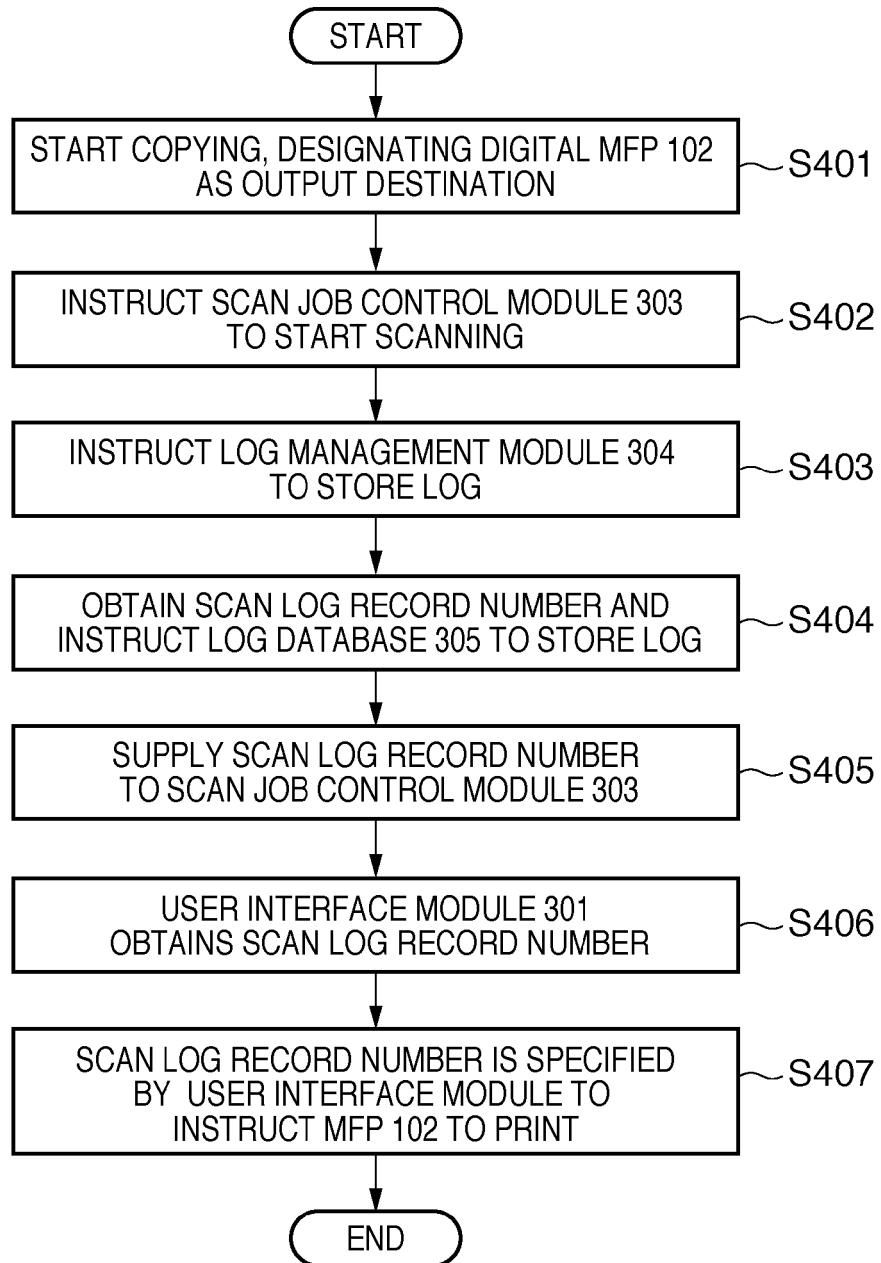 START
START COPYING, DESIGNATING DIGITAL MFP 102
AS OUTPUT DESTINATION
S401
INSTRUCT SCAN JOB CONTROL MODULE 303
TO START SCANNING
S402
INSTRUCT LOG MANAGEMENT MODULE 304
TO STORE LOG
S403
OBTAIN SCAN LOG RECORD NUMBER AND
INSTRUCT LOG DATABASE 305 TO STORE LOG
S404
SUPPLY SCAN LOG RECORD NUMBER
TO SCAN JOB CONTROL MODULE 303
S405
USER INTERFACE MODULE 301
OBTAINS SCAN LOG RECORD NUMBER
S406
SCAN LOG RECORD NUMBER IS SPECIFIED
BY USER INTERFACE MODULE TO
INSTRUCT MFP 102 TO PRINT
S407
END